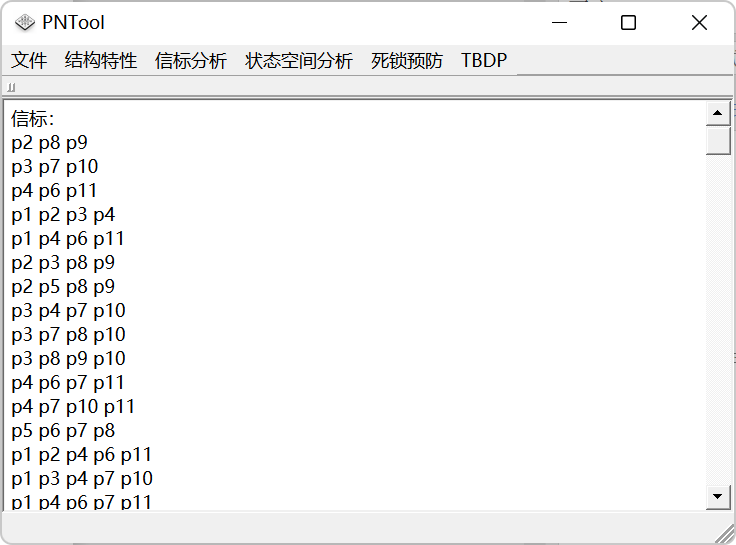 PNTool
文件 结构特性 信标分析 状态空间分析 死锁预防 TBDP
信标：
p2 p8 p9
p3 p7 p10
p4 p6 p11
p1 p2 p3 p4
p1 p4 p6 p11
p2 p3 p8 p9
p2 p5 p8 p9
p3 p4 p7 p10
p3 p7 p8 p10
p3 p8 p9 p10
p4 p6 p7 p11
p4 p7 p10 p11
p5 p6 p7 p8
p1 p2 p4 p6 p11
p1 p3 p4 p7 p10
p1 p4 p6 p7 p11